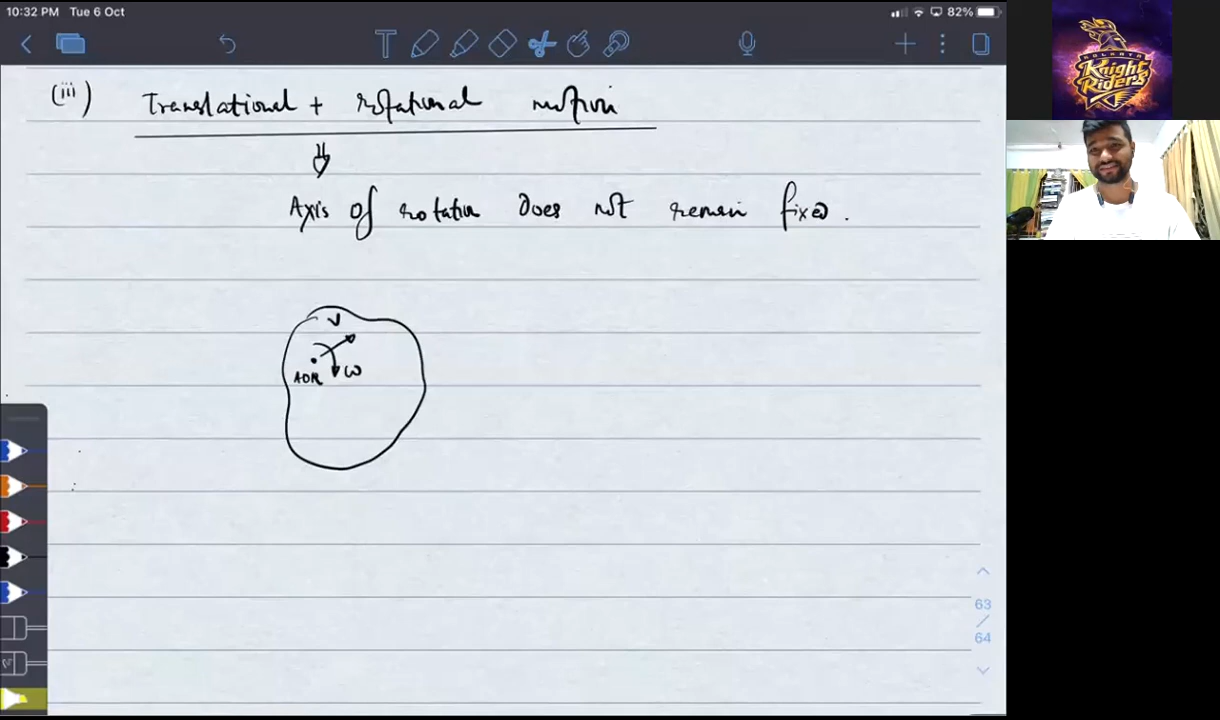 10:32 PM Tue 6 Oct 82%
T
(iii) Translational + rotational motion
Axis of rotation does not remain fixed.
v
AOR ω
63
/
64
KOLKATA
Knight
Riders